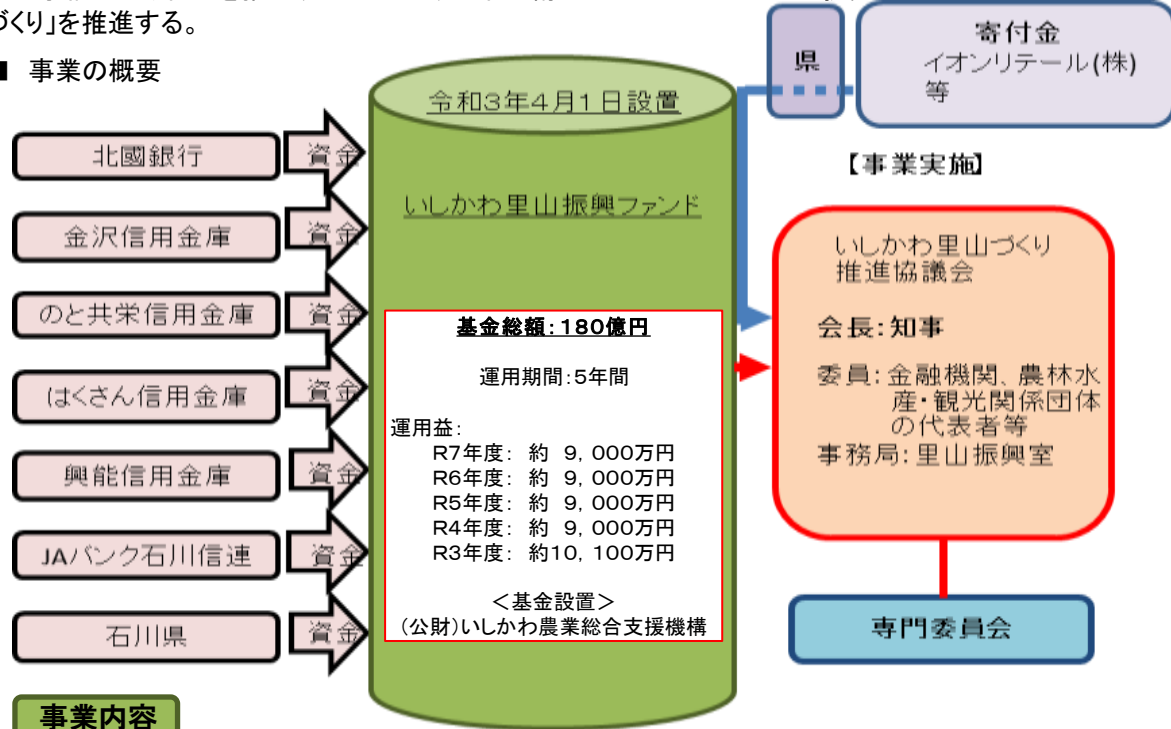 づくり」を推進する。
■ 事業の概要
令和3年4月1日設置
いしかわ里山振興ファンド
北國銀行
資金
金沢信用金庫
資金
のと共栄信用金庫
資金
はくさん信用金庫
資金
興能信用金庫
資金
JAバンク石川信連
資金
石川県
資金
基金総額:180億円
運用期間:5年間
運用益:
R7年度: 約 9,000万円
R6年度: 約 9,000万円
R5年度: 約 9,000万円
R4年度: 約 9,000万円
R3年度: 約10,100万円
<基金設置>
(公財)いしかわ農業総合支援機構
県
寄付金
イオンリテール(株)
等
【事業実施】
いしかわ里山づくり
推進協議会
会長:知事
委員:金融機関、農林水
産・観光関係団体
の代表者等
事務局:里山振興室
専門委員会
事業内容